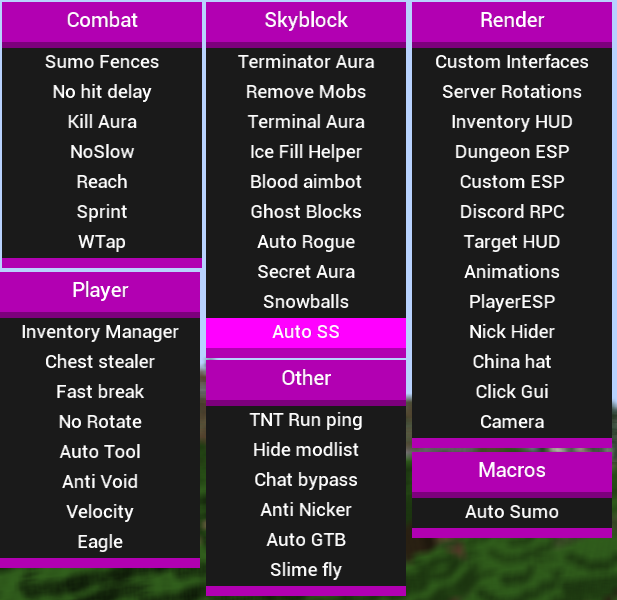 Combat
Sumo Fences
No hit delay
Kill Aura
NoSlow
Reach
Sprint
WTap
Player
Inventory Manager
Chest stealer
Fast break
No Rotate
Auto Tool
Anti Void
Velocity
Eagle
Skyblock
Terminator Aura
Remove Mobs
Terminal Aura
Ice Fill Helper
Blood aimbot
Ghost Blocks
Auto Rogue
Secret Aura
Snowballs
Auto SS
Other
TNT Run ping
Hide modlist
Chat bypass
Anti Nicker
Auto GTB
Slime fly
Render
Custom Interfaces
Server Rotations
Inventory HUD
Dungeon ESP
Custom ESP
Discord RPC
Target HUD
Animations
PlayerESP
Nick Hider
China hat
Click Gui
Camera
Macros
Auto Sumo